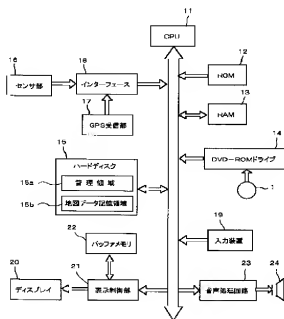 11
CPU
16
センサ部
18
インターフェース
12
ROM
17
GPS受信部
13
RAM
15
ハードディスク
15a
管理領域
15b
地図データ記憶領域
14
DVD-ROMドライブ
1
22
バッファメモリ
19
入力装置
20
ディスプレイ
21
表示制御部
23
音声処理回路
24